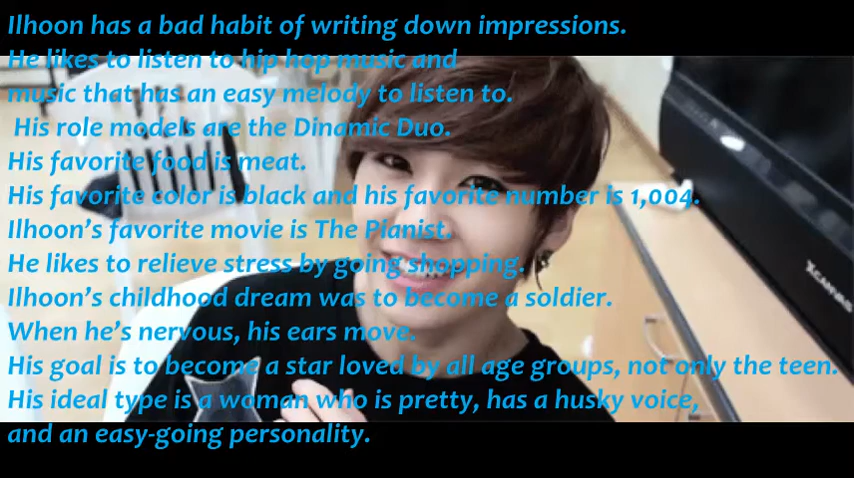 Ilhoon has a bad habit of writing down impressions.
He likes to listen to hip hop music and
music that has an easy melody to listen to.
His role models are the Dinamic Duo.
His favorite food is meat.
His favorite color is black and his favorite number is 1,004.
Ilhoon’s favorite movie is The Pianist.
He likes to relieve stress by going shopping.
Ilhoon’s childhood dream was to become a soldier.
When he’s nervous, his ears move.
His goal is to become a star loved by all age groups, not only the teen.
His ideal type is a woman who is pretty, has a husky voice,
and an easy-going personality.
XCANVAS